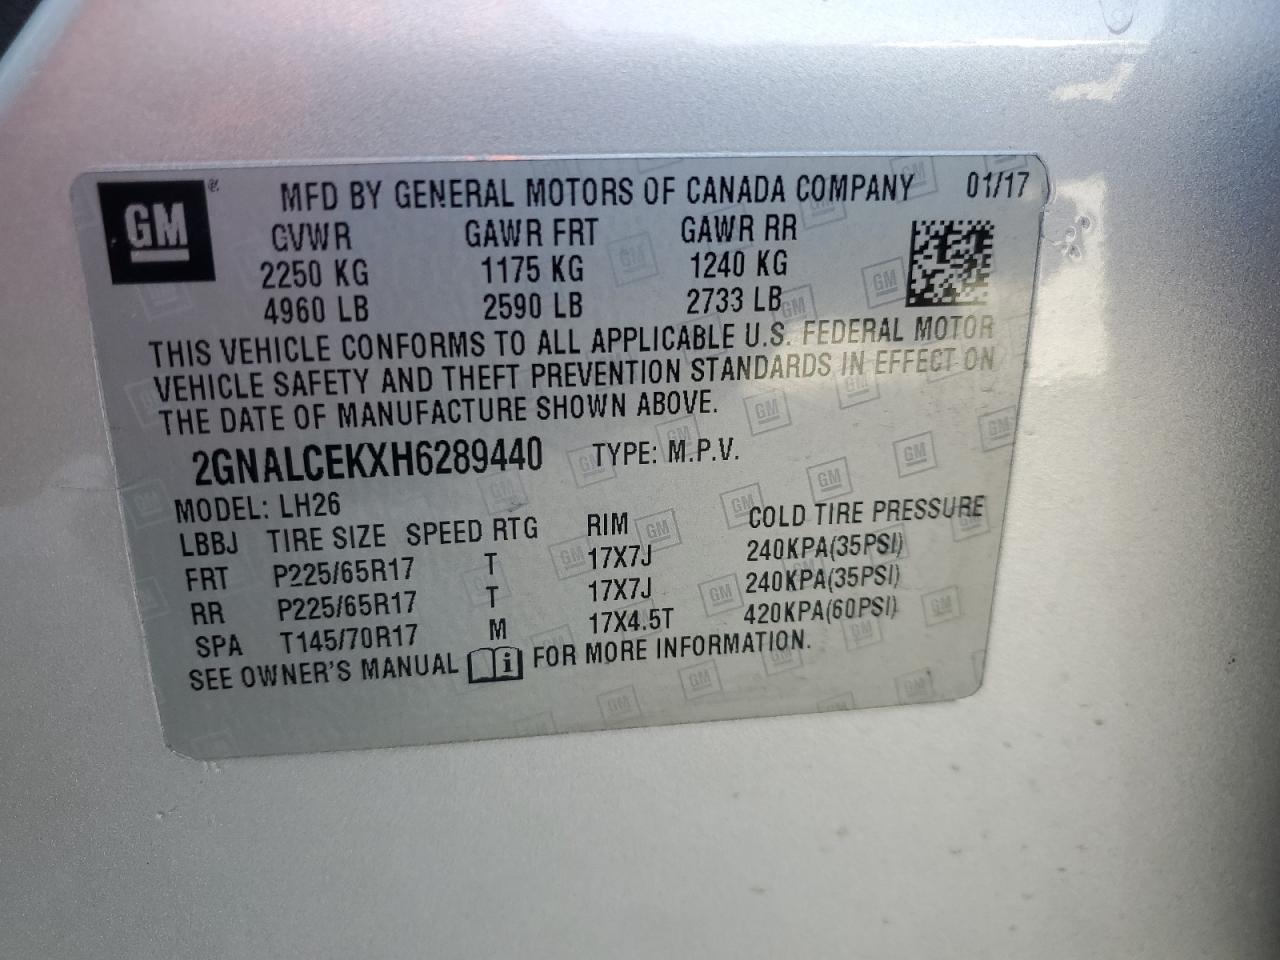 GM
MFD BY GENERAL MOTORS OF CANADA COMPANY 01/17
GVWR GAWR FRT GAWR RR
2250 KG 1175 KG 1240 KG
4960 LB 2590 LB 2733 LB
THIS VEHICLE CONFORMS TO ALL APPLICABLE U.S. FEDERAL MOTOR
VEHICLE SAFETY AND THEFT PREVENTION STANDARDS IN EFFECT ON
THE DATE OF MANUFACTURE SHOWN ABOVE.
2GNALCEKXH6289440 TYPE: M.P.V.
MODEL: LH26
LBBJ TIRE SIZE SPEED RTG RIM COLD TIRE PRESSURE
FRT P225/65R17 T 17X7J 240KPA(35PSI)
RR P225/65R17 T 17X7J 240KPA(35PSI)
SPA T145/70R17 M 17X4.5T 420KPA(60PSI)
SEE OWNER'S MANUAL i FOR MORE INFORMATION.